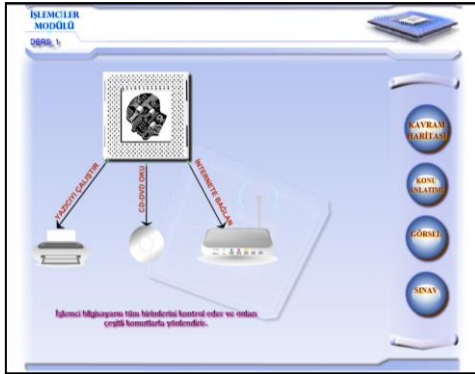 İŞLEMCİLER
MODÜLÜ
DERS: 1
YAZICIYI ÇALIŞTIR
CD-DVD OKU
İNTERNETE BAĞLAN
İşlemci bilgisayarın tüm birimlerini kontrol eder ve onları
çeşitli komutlarla yönlendirir.
KAVRAM
HARİTASI
KONU
ANLATIMI
GÖRSEL
SINAV